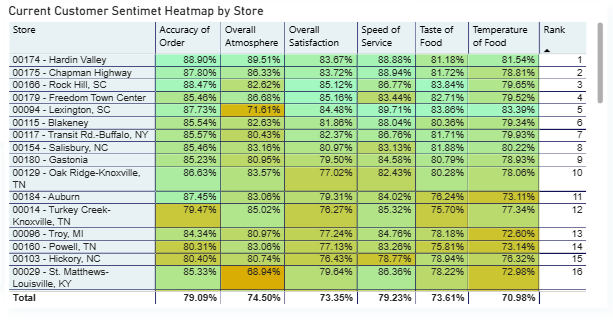 Current Customer Sentimet Heatmap by Store
Store Accuracy of Order Overall Atmosphere Overall Satisfaction Speed of Service Taste of Food Temperature of Food Rank
00174 - Hardin Valley 88.90% 89.51% 83.67% 88.88% 81.18% 81.54% 1
00175 - Chapman Highway 87.80% 86.33% 83.72% 88.94% 81.72% 78.81% 2
00166 - Rock Hill, SC 88.47% 82.62% 85.12% 86.77% 83.84% 79.65% 3
00179 - Freedom Town Center 85.46% 86.68% 85.16% 83.44% 82.71% 79.52% 4
00094 - Lexington, SC 87.73% 71.61% 84.48% 89.71% 83.86% 83.39% 5
00115 - Blakeney 85.54% 82.63% 81.86% 88.04% 80.36% 79.34% 6
00117 - Transit Rd.-Buffalo, NY 85.57% 80.43% 82.37% 86.76% 81.71% 79.93% 7
00154 - Salisbury, NC 85.46% 83.16% 80.97% 83.13% 81.88% 80.22% 8
00180 - Gastonia 85.23% 80.95% 79.50% 84.58% 80.79% 78.93% 9
00129 - Oak Ridge-Knoxville, TN 86.63% 83.57% 77.02% 82.43% 80.28% 78.06% 10
00184 - Auburn 87.45% 83.06% 79.31% 84.02% 76.24% 73.11% 11
00014 - Turkey Creek-Knoxville, TN 79.47% 85.02% 76.27% 85.32% 75.70% 77.34% 12
00096 - Troy, MI 84.34% 80.97% 77.24% 84.76% 78.18% 72.60% 13
00160 - Powell, TN 80.31% 83.06% 77.13% 83.26% 75.81% 73.14% 14
00103 - Hickory, NC 80.40% 80.74% 76.43% 78.77% 78.94% 76.32% 15
00029 - St. Matthews-Louisville, KY 85.33% 68.94% 79.64% 86.36% 78.22% 72.98% 16
Total 79.09% 74.50% 73.35% 79.23% 73.61% 70.98%